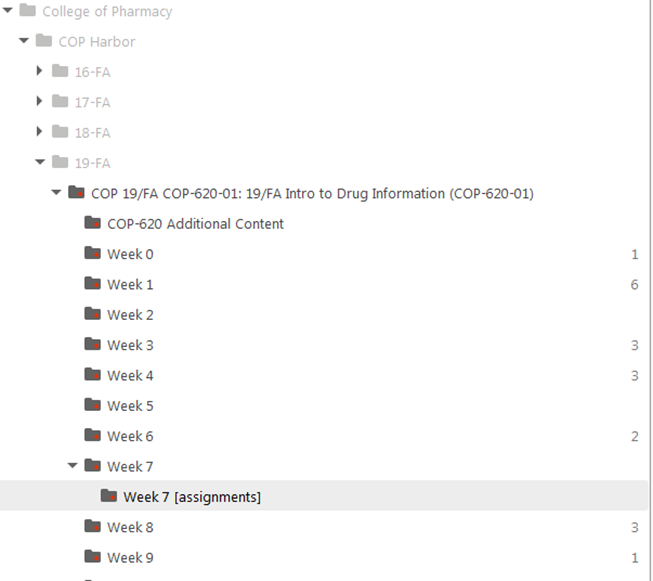 College of Pharmacy
COP Harbor
16-FA
17-FA
18-FA
19-FA
COP 19/FA COP-620-01: 19/FA Intro to Drug Information (COP-620-01)
COP-620 Additional Content
Week 0 1
Week 1 6
Week 2
Week 3 3
Week 4 3
Week 5
Week 6 2
Week 7
Week 7 [assignments]
Week 8 3
Week 9 1